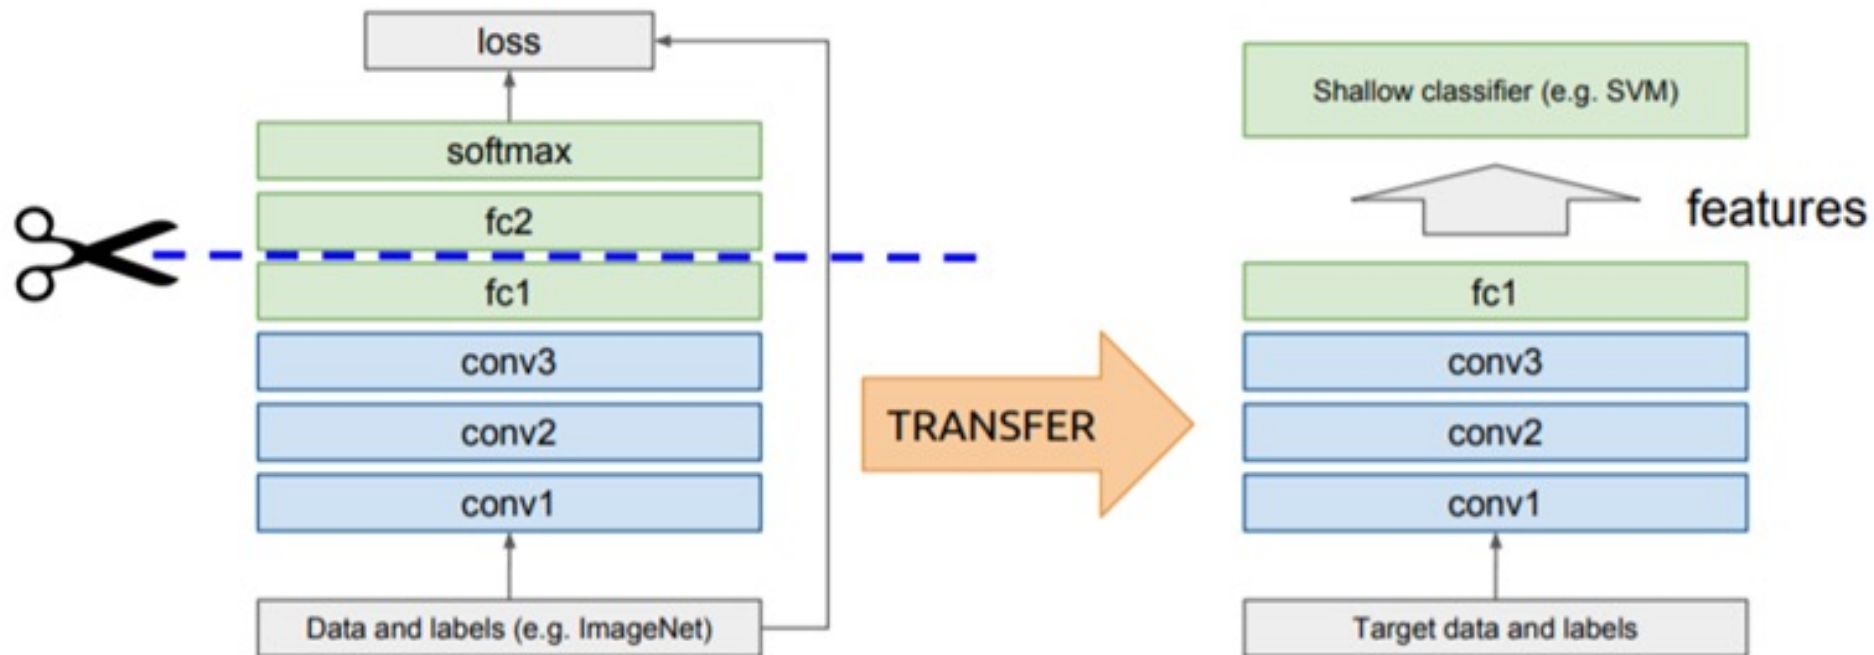 loss
softmax
fc2
fc1
conv3
conv2
conv1
Data and labels (e.g. ImageNet)
TRANSFER
Shallow classifier (e.g. SVM)
features
fc1
conv3
conv2
conv1
Target data and labels